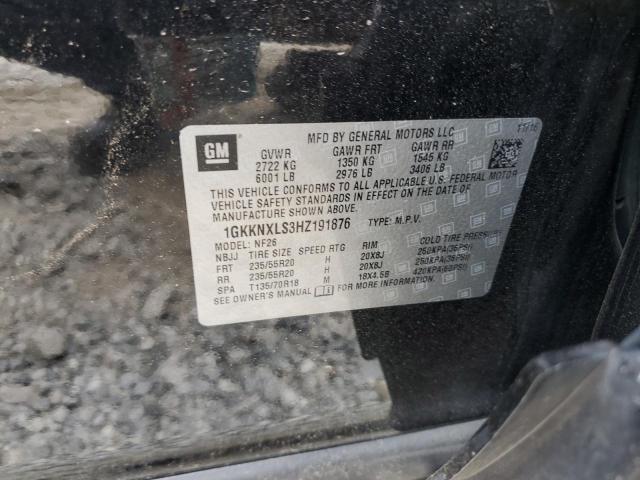 GM
MFD BY GENERAL MOTORS LLC
11/16
GVWR GAWR FRT GAWR RR
2722 KG 1350 KG 1545 KG
6001 LB 2976 LB 3406 LB
THIS VEHICLE CONFORMS TO ALL APPLICABLE U.S. FEDERAL MOTOR
VEHICLE SAFETY STANDARDS IN EFFECT ON THE DATE OF
MANUFACTURE SHOWN ABOVE.
1GKKNXLS3HZ191876 TYPE: M.P.V.
MODEL: NF26
NBJJ TIRE SIZE SPEED RTG RIM COLD TIRE PRESSURE
FRT 235/55R20 H 20X8J 250KPA(36PSI)
RR 235/55R20 H 20X8J 250KPA(36PSI)
SPA T135/70R18 M 18X4.5B 420KPA(60PSI)
SEE OWNER'S MANUAL FOR MORE INFORMATION.